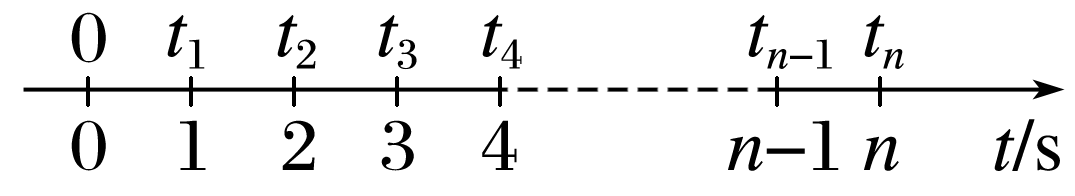 0 t₁ t₂ t₃ t₄ tₙ₋₁ tₙ
0 1 2 3 4 n−1 n t/s